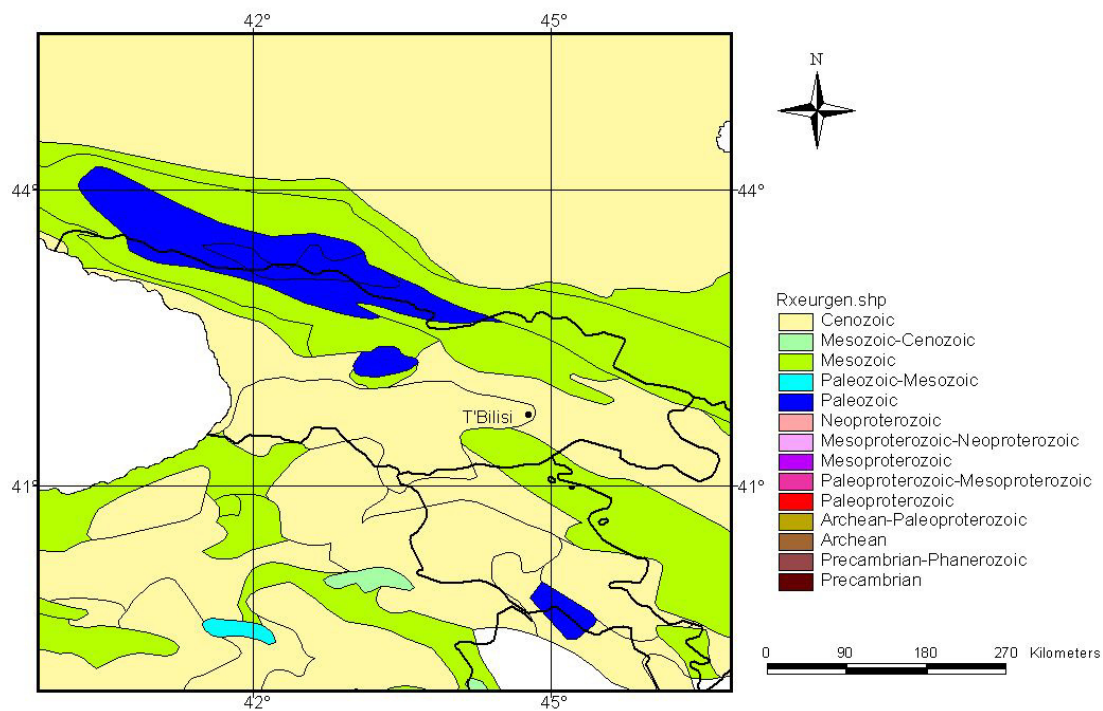 42°
45°
N
44°
44°
Rxeurgen.shp
Cenozoic
Mesozoic-Cenozoic
Mesozoic
Paleozoic-Mesozoic
Paleozoic
Neoproterozoic
Mesoproterozoic-Neoproterozoic
Mesoproterozoic
Paleoproterozoic-Mesoproterozoic
Paleoproterozoic
Archean-Paleoproterozoic
Archean
Precambrian-Phanerozoic
Precambrian
T'Bilisi
41°
41°
0 90 180 270 Kilometers
42°
45°